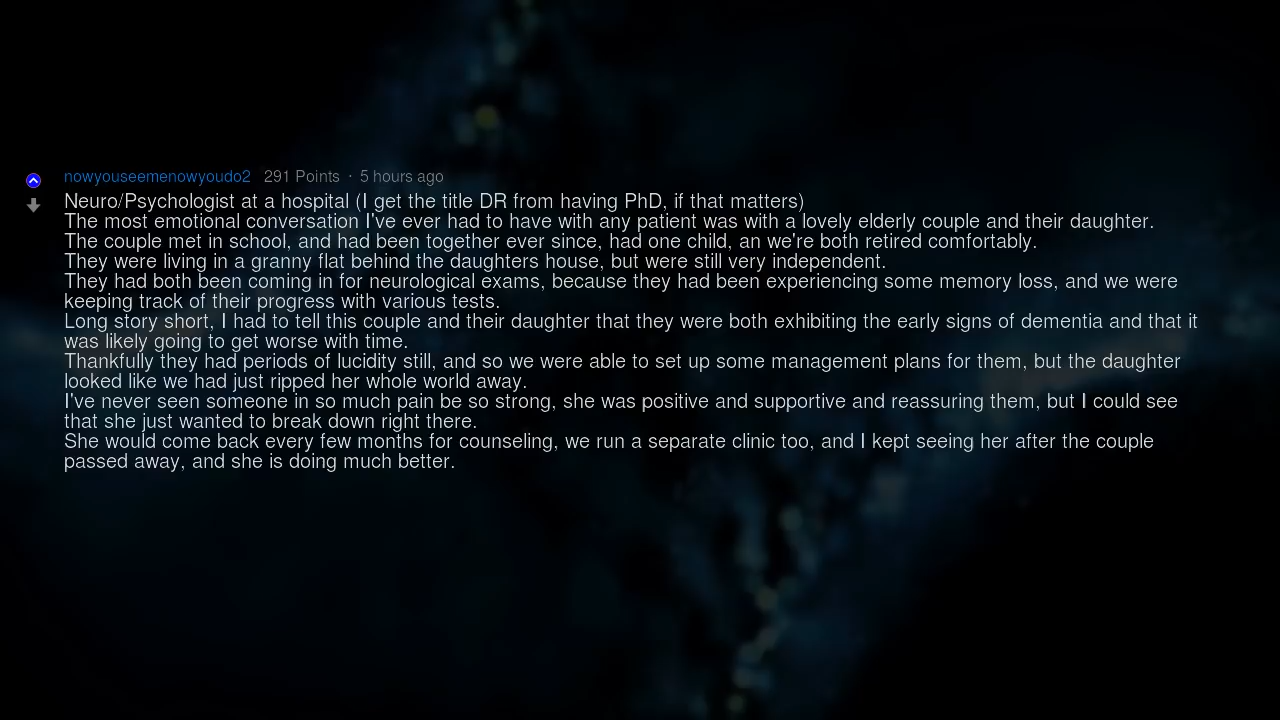 nowyouseemenowyoudo2 291 Points · 5 hours ago
Neuro/Psychologist at a hospital (I get the title DR from having PhD, if that matters)
The most emotional conversation I've ever had to have with any patient was with a lovely elderly couple and their daughter.
The couple met in school, and had been together ever since, had one child, an we're both retired comfortably.
They were living in a granny flat behind the daughters house, but were still very independent.
They had both been coming in for neurological exams, because they had been experiencing some memory loss, and we were
keeping track of their progress with various tests.
Long story short, I had to tell this couple and their daughter that they were both exhibiting the early signs of dementia and that it
was likely going to get worse with time.
Thankfully they had periods of lucidity still, and so we were able to set up some management plans for them, but the daughter
looked like we had just ripped her whole world away.
I've never seen someone in so much pain be so strong, she was positive and supportive and reassuring them, but I could see
that she just wanted to break down right there.
She would come back every few months for counseling, we run a separate clinic too, and I kept seeing her after the couple
passed away, and she is doing much better.